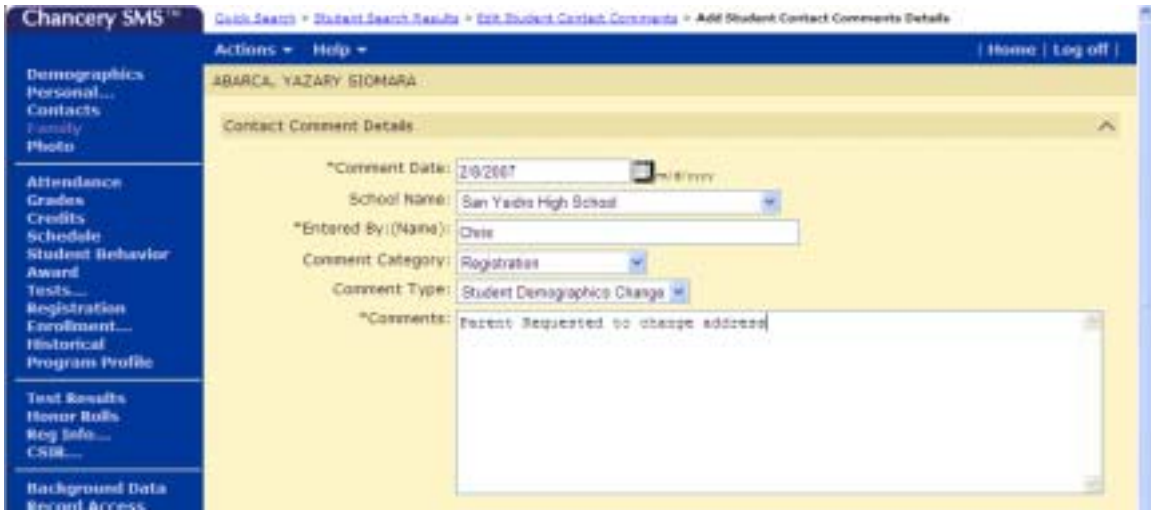 Chancery SMS™
Quick Search > Student Search Results > Edit Student Contact Comments > Add Student Contact Comments Details
Actions Help | Home | Log off |
Demographics
Personal...
Contacts
Family
Photo
Attendance
Grades
Credits
Schedule
Student Behavior
Award
Tests...
Registration
Enrollment...
Historical
Program Profile
Test Results
Honor Rolls
Reg Info...
CSIR...
Background Data
Record Access
ABARCA, YAZARY SIOMARA
Contact Comment Details
*Comment Date: 2/8/2007 m/d/yyyy
School Name: San Ysidro High School
*Entered By:(Name): Chris
Comment Category: Registration
Comment Type: Student Demographics Change
*Comments: Parent Requested to change address